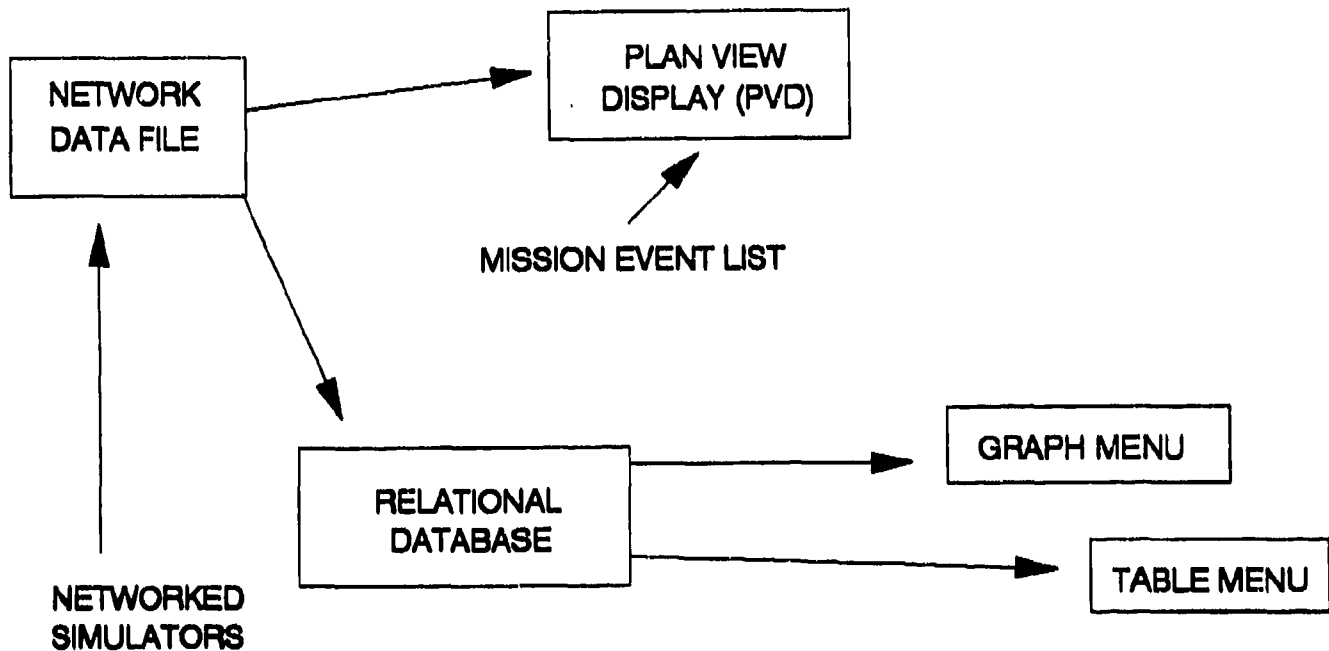 NETWORK
DATA FILE
PLAN VIEW
DISPLAY (PVD)
MISSION EVENT LIST
GRAPH MENU
RELATIONAL
DATABASE
TABLE MENU
NETWORKED
SIMULATORS